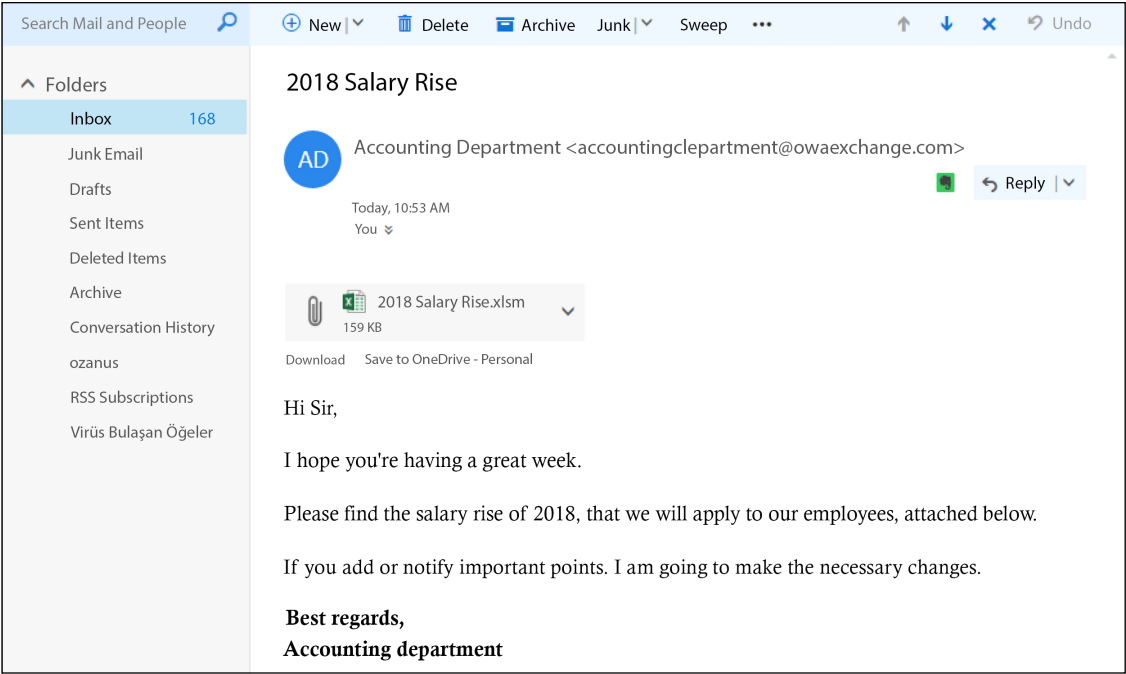 Search Mail and People
New
Delete
Archive
Junk
Sweep
Undo
Folders
Inbox 168
Junk Email
Drafts
Sent Items
Deleted Items
Archive
Conversation History
ozanus
RSS Subscriptions
Virüs Bulaşan Öğeler
2018 Salary Rise
AD
Accounting Department <accountingclepartment@owaexchange.com>
Reply
Today, 10:53 AM
You
2018 Salary Rise.xlsm
159 KB
Download Save to OneDrive - Personal
Hi Sir,
I hope you're having a great week.
Please find the salary rise of 2018, that we will apply to our employees, attached below.
If you add or notify important points. I am going to make the necessary changes.
Best regards,
Accounting department